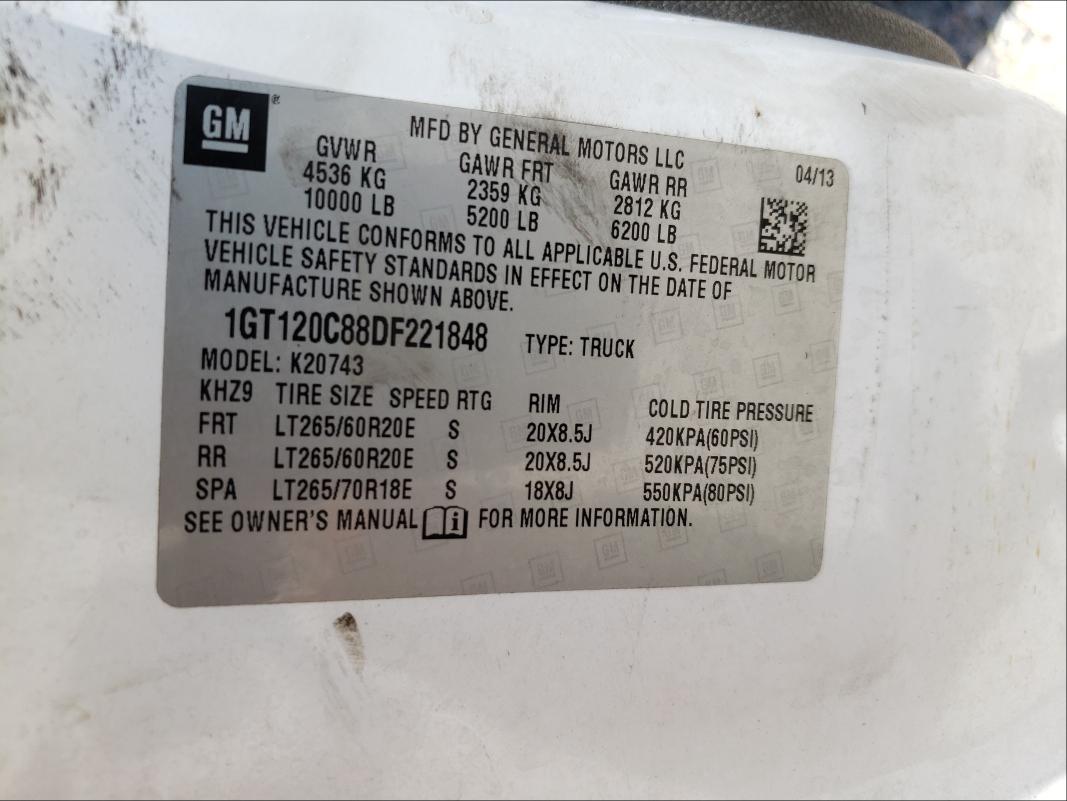 GM®
MFD BY GENERAL MOTORS LLC
04/13
GVWR GAWR FRT GAWR RR
4536 KG 2359 KG 2812 KG
10000 LB 5200 LB 6200 LB
THIS VEHICLE CONFORMS TO ALL APPLICABLE U.S. FEDERAL MOTOR
VEHICLE SAFETY STANDARDS IN EFFECT ON THE DATE OF
MANUFACTURE SHOWN ABOVE.
1GT120C88DF221848 TYPE: TRUCK
MODEL: K20743
KHZ9 TIRE SIZE SPEED RTG RIM COLD TIRE PRESSURE
FRT LT265/60R20E S 20X8.5J 420KPA(60PSI)
RR LT265/60R20E S 20X8.5J 520KPA(75PSI)
SPA LT265/70R18E S 18X8J 550KPA(80PSI)
SEE OWNER'S MANUAL i FOR MORE INFORMATION.